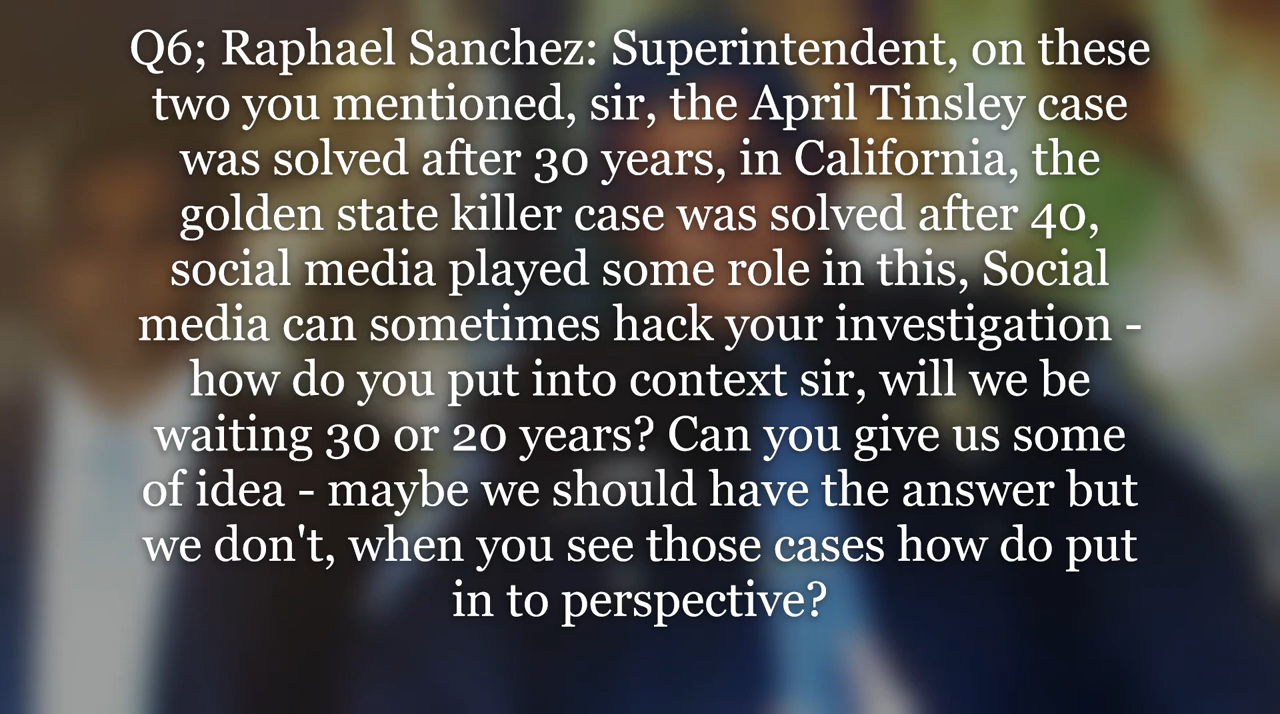 Q6; Raphael Sanchez: Superintendent, on these
two you mentioned, sir, the April Tinsley case
was solved after 30 years, in California, the
golden state killer case was solved after 40,
social media played some role in this, Social
media can sometimes hack your investigation -
how do you put into context sir, will we be
waiting 30 or 20 years? Can you give us some
of idea - maybe we should have the answer but
we don't, when you see those cases how do put
in to perspective?